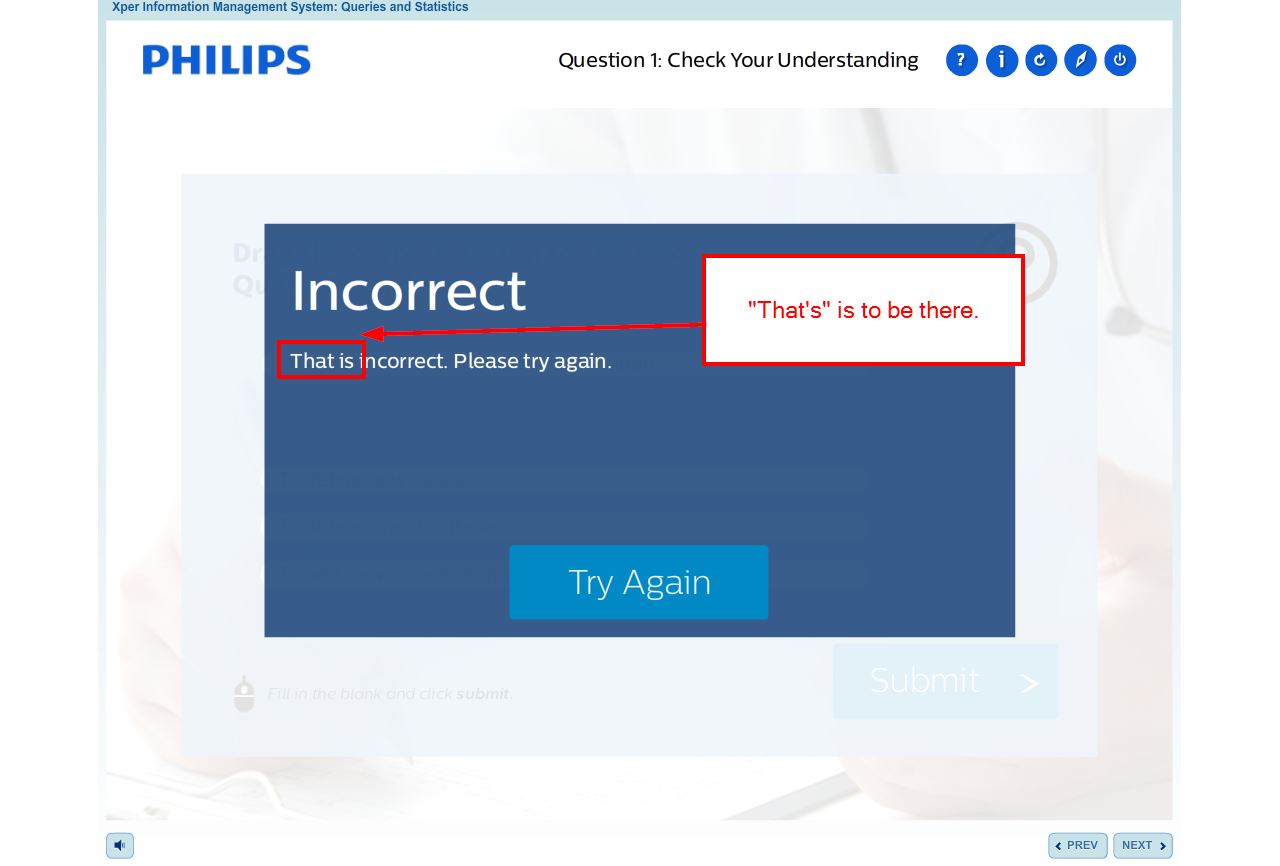 Xper Information Management System: Queries and Statistics
PHILIPS
Question 1: Check Your Understanding
Incorrect
"That's" is to be there.
That is incorrect. Please try again.
Try Again
Submit
Fill in the blank and click submit.
PREV
NEXT